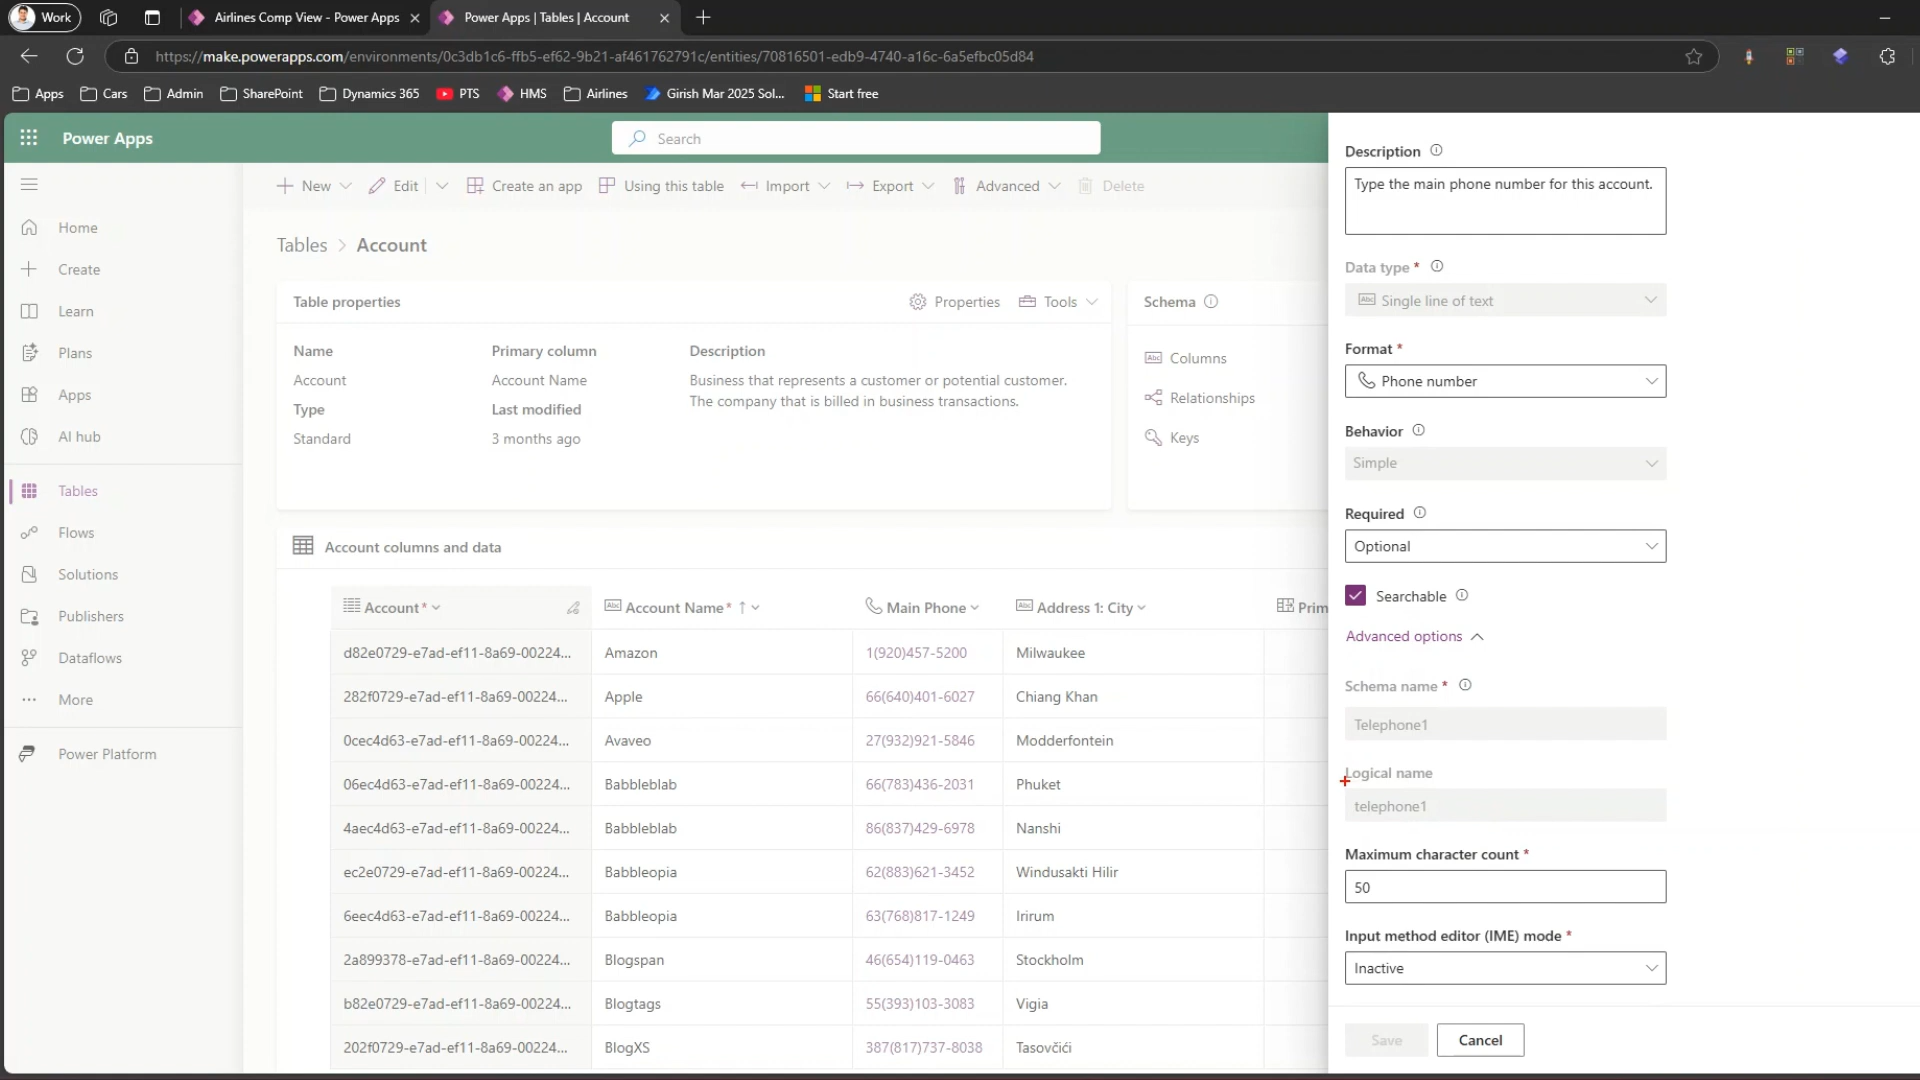 Work
Airlines Comp View - Power Apps
Power Apps | Tables | Account
https://make.powerapps.com/environments/0c3db1c6-ffb5-ef62-9b21-af461762791c/entities/70816501-edb9-4740-a16c-6a5efbc05d84
Apps
Cars
Admin
SharePoint
Dynamics 365
PTS
HMS
Airlines
Girish Mar 2025 Sol...
Start free
Power Apps
Search
New
Edit
Create an app
Using this table
Import
Export
Advanced
Delete
Home
Create
Learn
Plans
Apps
AI hub
Tables
Flows
Solutions
Publishers
Dataflows
More
Power Platform
Tables > Account
Table properties
Properties
Tools
Name
Primary column
Description
Account
Account Name
Business that represents a customer or potential customer.
The company that is billed in business transactions.
Type
Last modified
Standard
3 months ago
Schema
Columns
Relationships
Keys
Account columns and data
Account * Abc Account Name * ↑ Main Phone Abc Address 1: City Prim
d82e0729-e7ad-ef11-8a69-00224... Amazon 1(920)457-5200 Milwaukee
282f0729-e7ad-ef11-8a69-00224... Apple 66(640)401-6027 Chiang Khan
0cec4d63-e7ad-ef11-8a69-00224... Avaveo 27(932)921-5846 Modderfontein
06ec4d63-e7ad-ef11-8a69-00224... Babbleblab 66(783)436-2031 Phuket
4aec4d63-e7ad-ef11-8a69-00224... Babbleblab 86(837)429-6978 Nanshi
ec2e0729-e7ad-ef11-8a69-00224... Babbleopia 62(883)621-3452 Windusakti Hilir
6eec4d63-e7ad-ef11-8a69-00224... Babbleopia 63(768)817-1249 Irirum
2a899378-e7ad-ef11-8a69-00224... Blogspan 46(654)119-0463 Stockholm
b82e0729-e7ad-ef11-8a69-00224... Blogtags 55(393)103-3083 Vigia
202f0729-e7ad-ef11-8a69-00224... BlogXS 387(817)737-8038 Tasovčići
Description
Type the main phone number for this account.
Data type *
Abc Single line of text
Format *
Phone number
Behavior
Simple
Required
Optional
Searchable
Advanced options
Schema name *
Telephone1
Logical name
telephone1
Maximum character count *
50
Input method editor (IME) mode *
Inactive
Save
Cancel